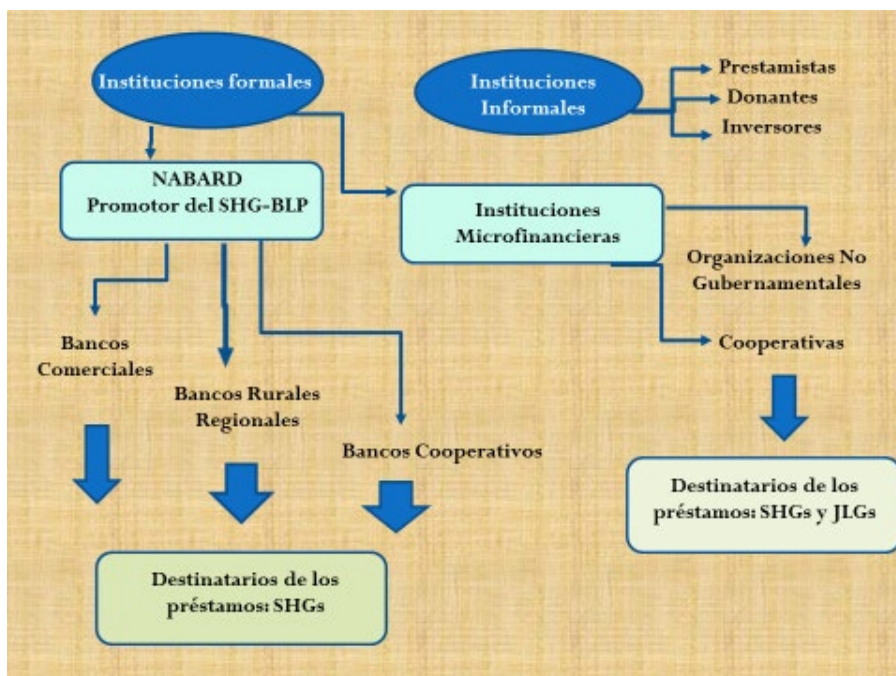 Instituciones formales
Instituciones
Informales
Prestamistas
Donantes
Inversores
NABARD
Promotor del SHG-BLP
Instituciones
Microfinancieras
Organizaciones No
Gubernamentales
Cooperativas
Bancos
Comerciales
Bancos Rurales
Regionales
Bancos Cooperativos
Destinatarios de los
préstamos: SHGs y JLGs
Destinatarios de los
préstamos: SHGs